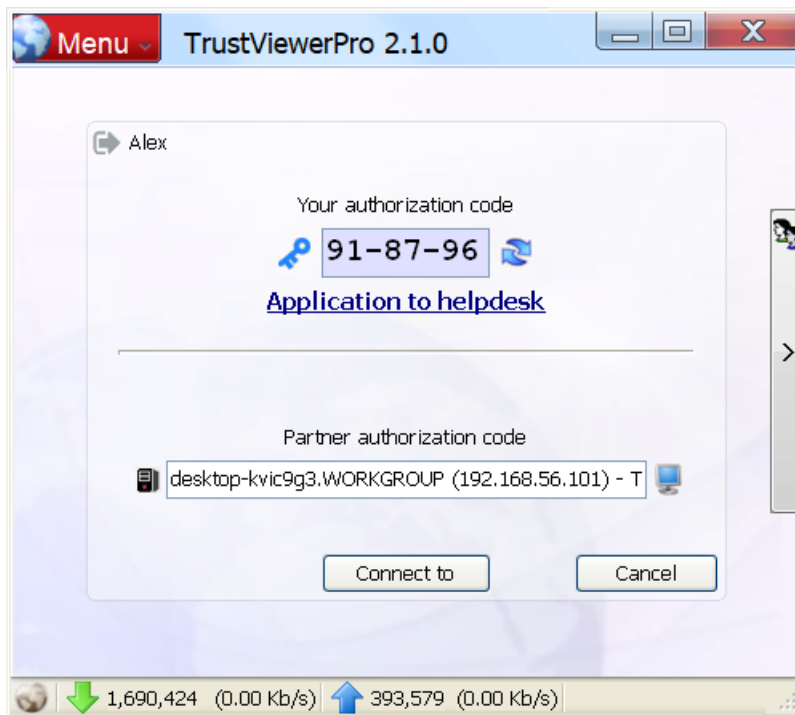 Menu
TrustViewerPro 2.1.0
Alex
Your authorization code
91-87-96
Application to helpdesk
Partner authorization code
desktop-kvic9g3.WORKGROUP (192.168.56.101) - T
Connect to
Cancel
1,690,424 (0.00 Kb/s)
393,579 (0.00 Kb/s)